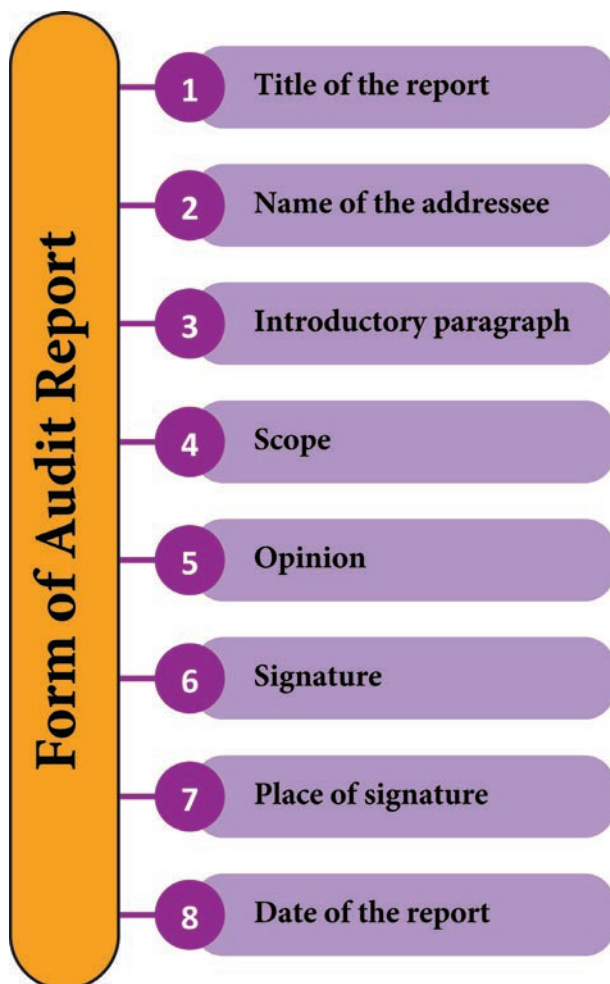 Form of Audit Report
1 Title of the report
2 Name of the addressee
3 Introductory paragraph
4 Scope
5 Opinion
6 Signature
7 Place of signature
8 Date of the report